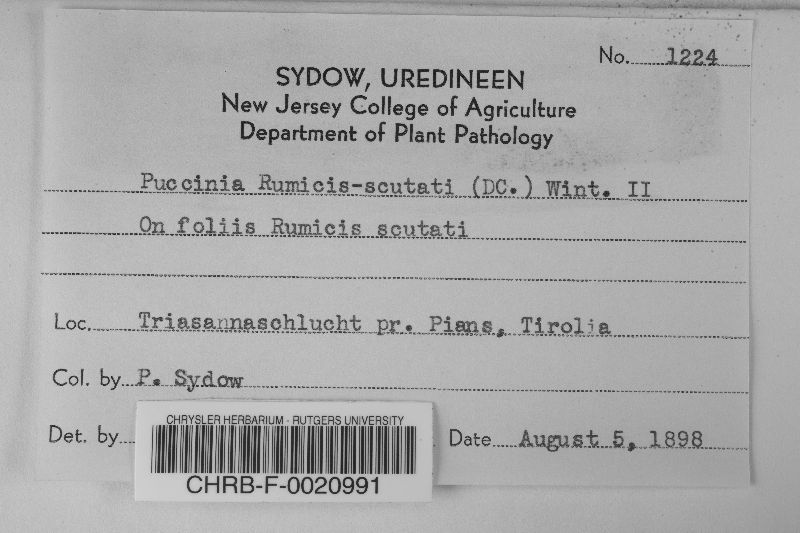 No. 1224
SYDOW, UREDINEEN
New Jersey College of Agriculture
Department of Plant Pathology
Puccinia Rumicis-scutati (DC.) Wint. II
On foliis Rumicis scutati
Loc. Triasannaschlucht pr. Pians, Tirolia
Col. by P. Sydow
Det. by
Date August 5, 1898
CHRYSLER HERBARIUM - RUTGERS UNIVERSITY
CHRB-F-0020991